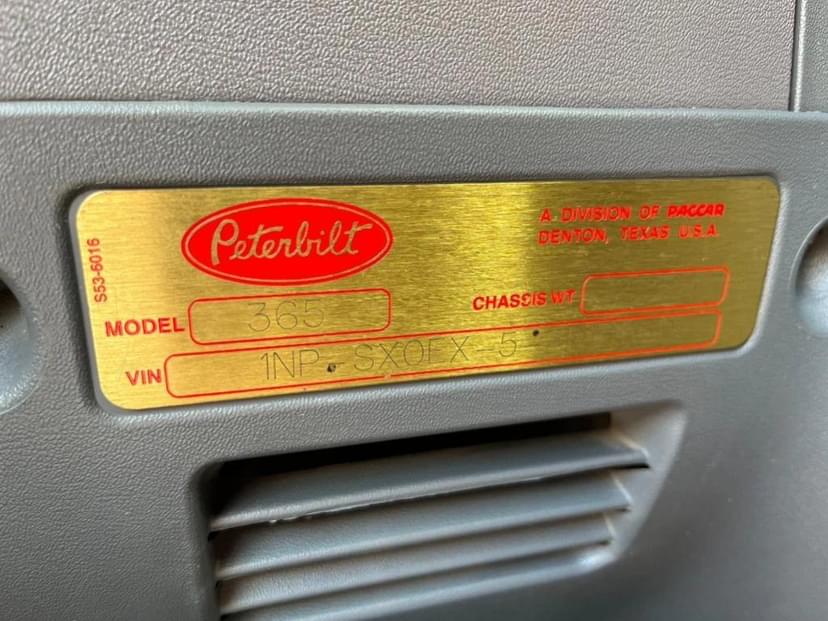 S53-6016
Peterbilt
A DIVISION OF PACCAR
DENTON, TEXAS U.S.A.
MODEL 365
CHASSIS WT
VIN 1NP-SX0EX-5